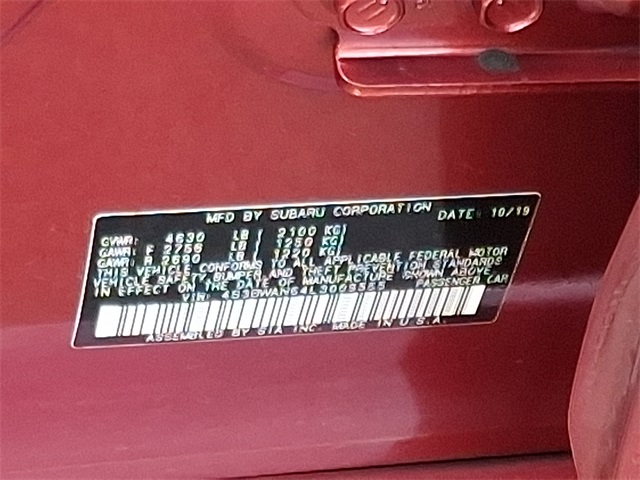 MFD BY SUBARU CORPORATION DATE: 10/19
GVWR: 4630 LB ( 2100 KG)
GAWR: F 2756 LB ( 1250 KG)
GAWR: R 2690 LB ( 1220 KG)
THIS VEHICLE CONFORMS TO ALL APPLICABLE FEDERAL MOTOR
VEHICLE SAFETY BUMPER AND THEFT PREVENTION STANDARDS
IN EFFECT ON THE DATE OF MANUFACTURE SHOWN ABOVE
VIN: PASSENGER CAR
ASSEMBLED BY SIA INC. MADE IN U.S.A.